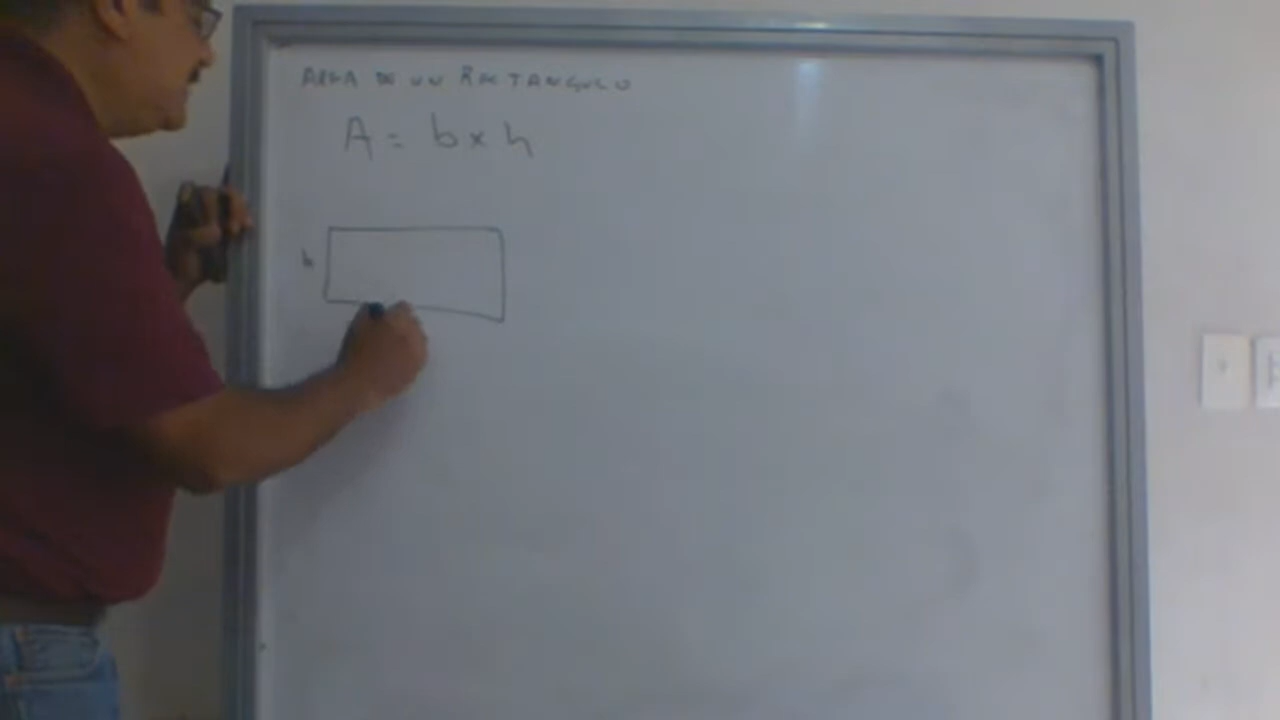 AREA DE UN RECTANGULO
A = b x h
h